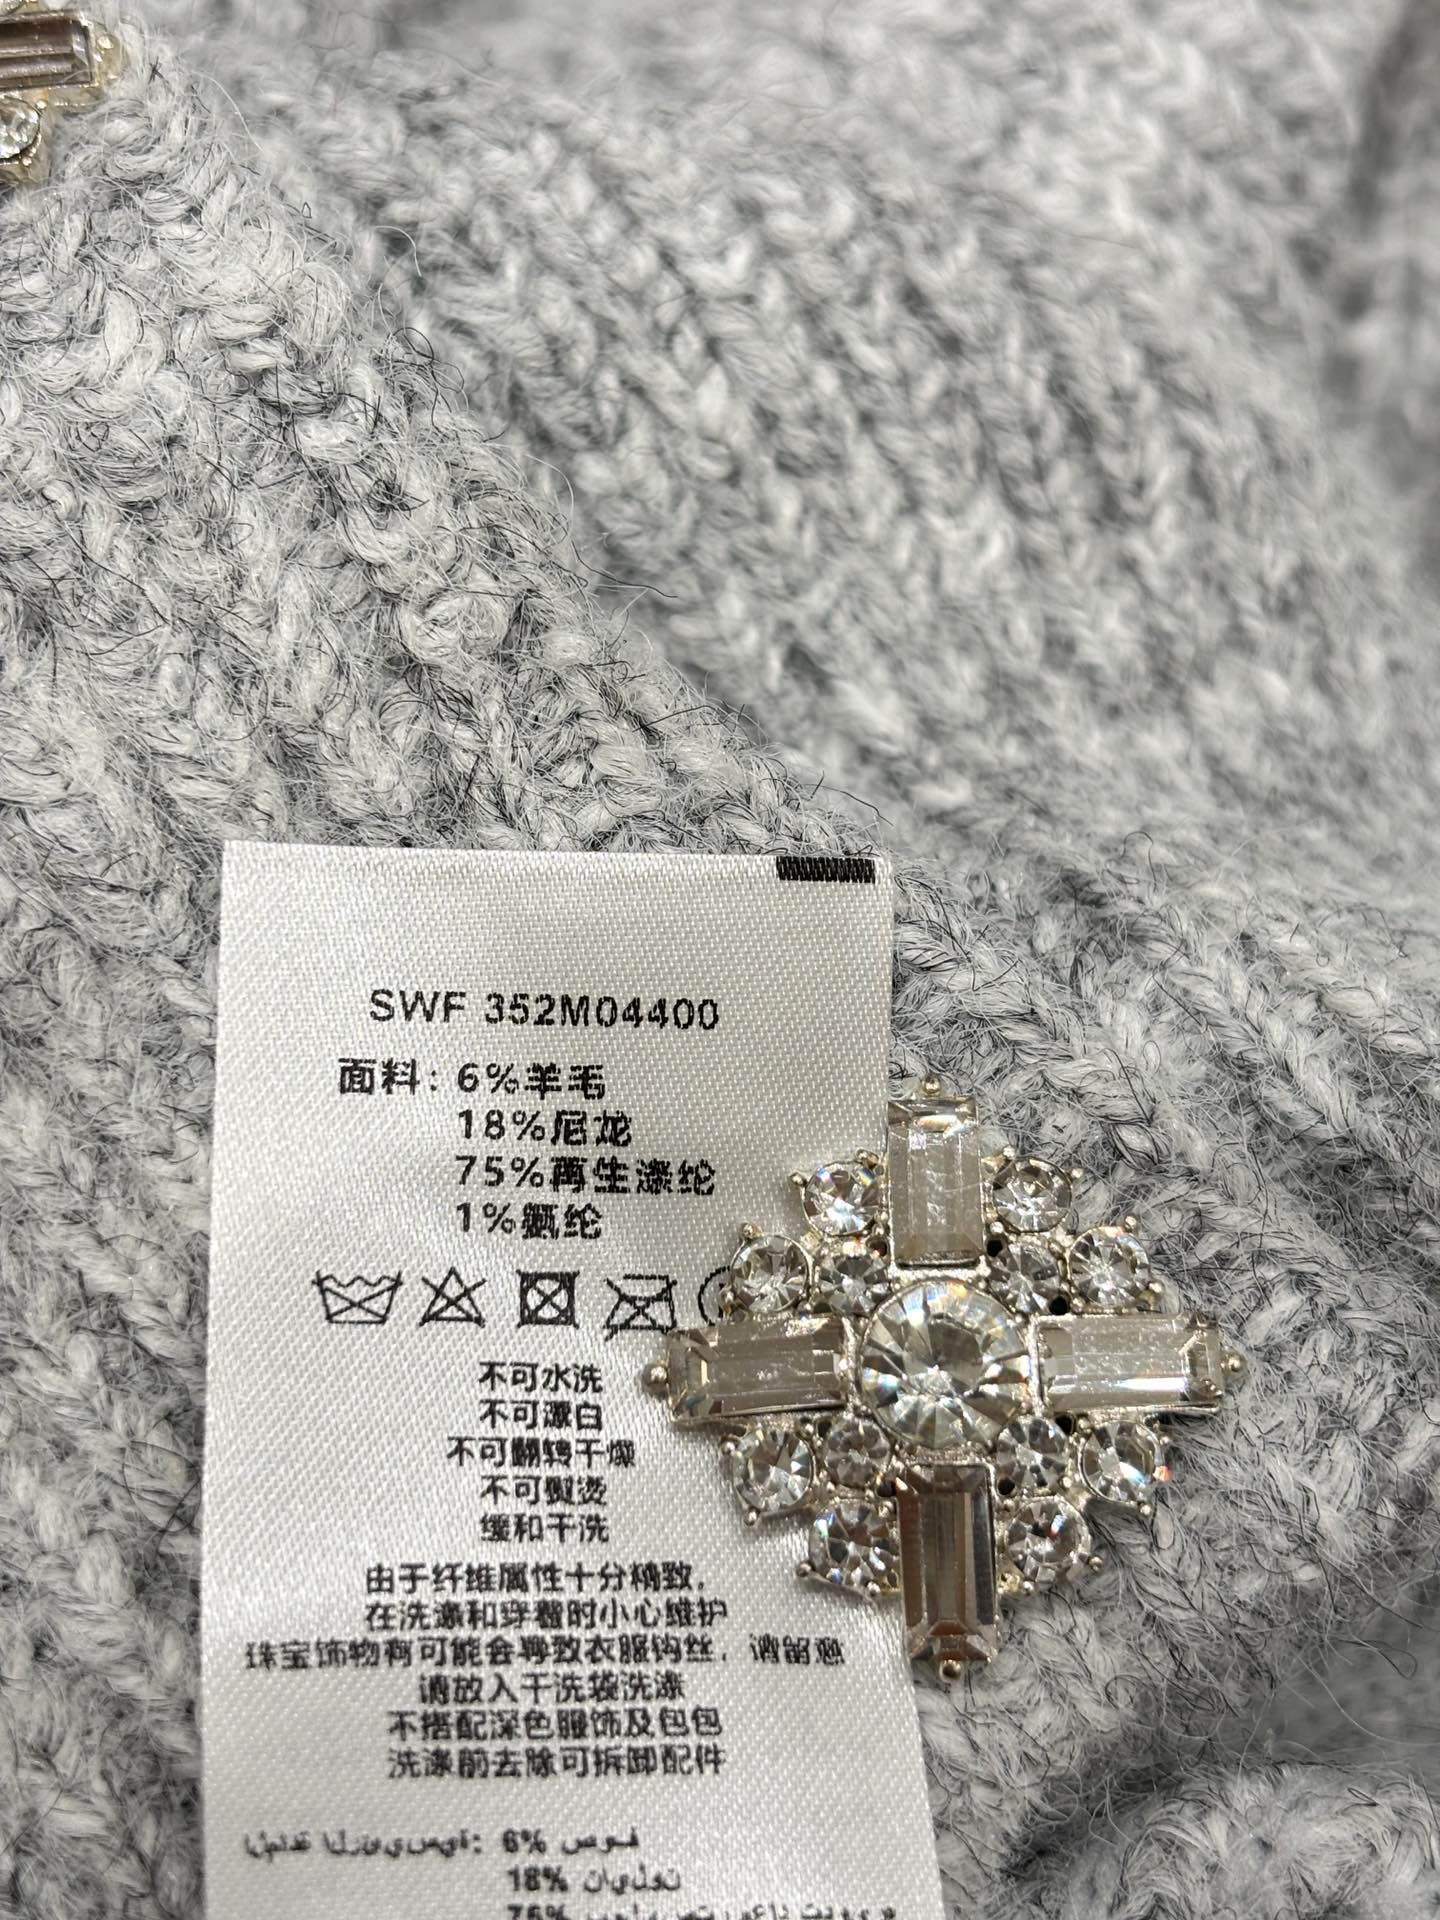 SWF 352M04400
面料: 6%羊毛
18%尼龙
75%再生涤纶
1%氨纶
不可水洗
不可漂白
不可翻转干燥
不可熨烫
缓和干洗
由于纤维属性十分精致,
在洗涤和穿着时小心维护
珠宝饰物有可能会导致衣服钩丝, 请留意
请放入干洗袋洗涤
不搭配深色服饰及包包
洗涤前去除可拆卸配件
6%
18%
75%